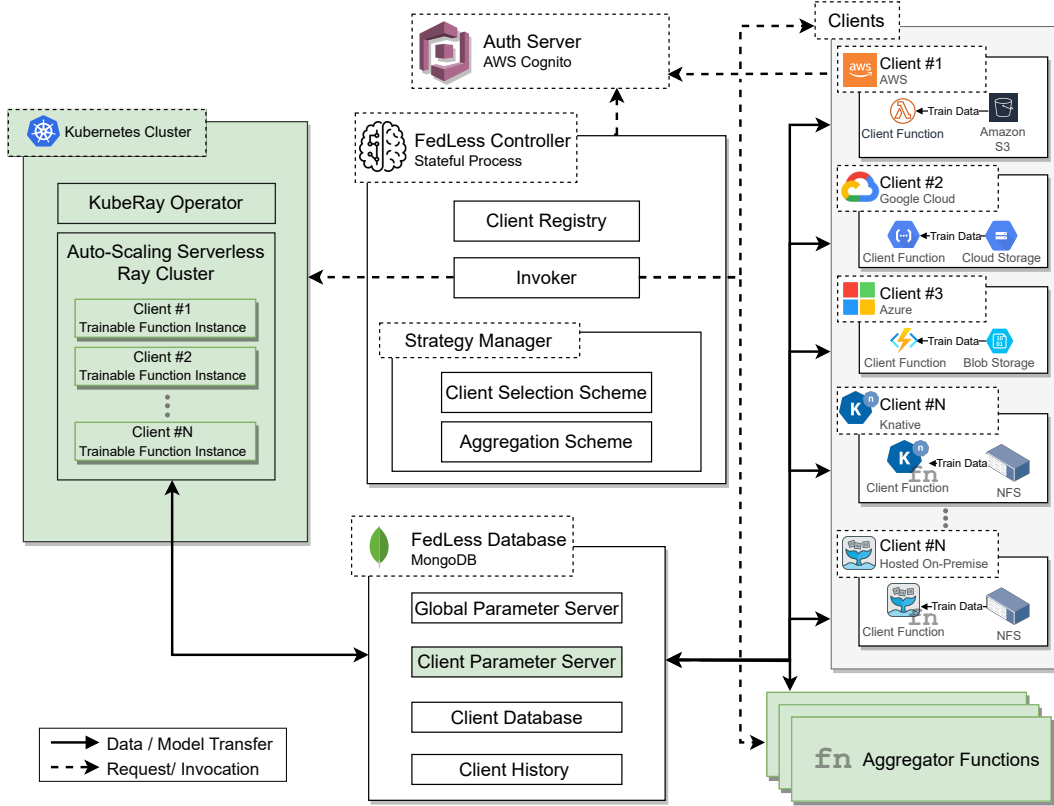 Auth Server
AWS Cognito
Clients
aws
Client #1
AWS
Client Function
Train Data
Amazon
S3
Client #2
Google Cloud
Client Function
Train Data
Cloud Storage
Client #3
Azure
Client Function
Train Data
10
01
Blob Storage
K
n
Client #N
Knative
K
n
fn
Client Function
Train Data
NFS
Client #N
Hosted On-Premise
fn
Client Function
Train Data
NFS
Kubernetes Cluster
KubeRay Operator
Auto-Scaling Serverless
Ray Cluster
Client #1
Trainable Function Instance
Client #2
Trainable Function Instance
Client #N
Trainable Function Instance
FedLess Controller
Stateful Process
Client Registry
Invoker
Strategy Manager
Client Selection Scheme
Aggregation Scheme
FedLess Database
MongoDB
Global Parameter Server
Client Parameter Server
Client Database
Client History
Data / Model Transfer
Request/ Invocation
fn Aggregator Functions